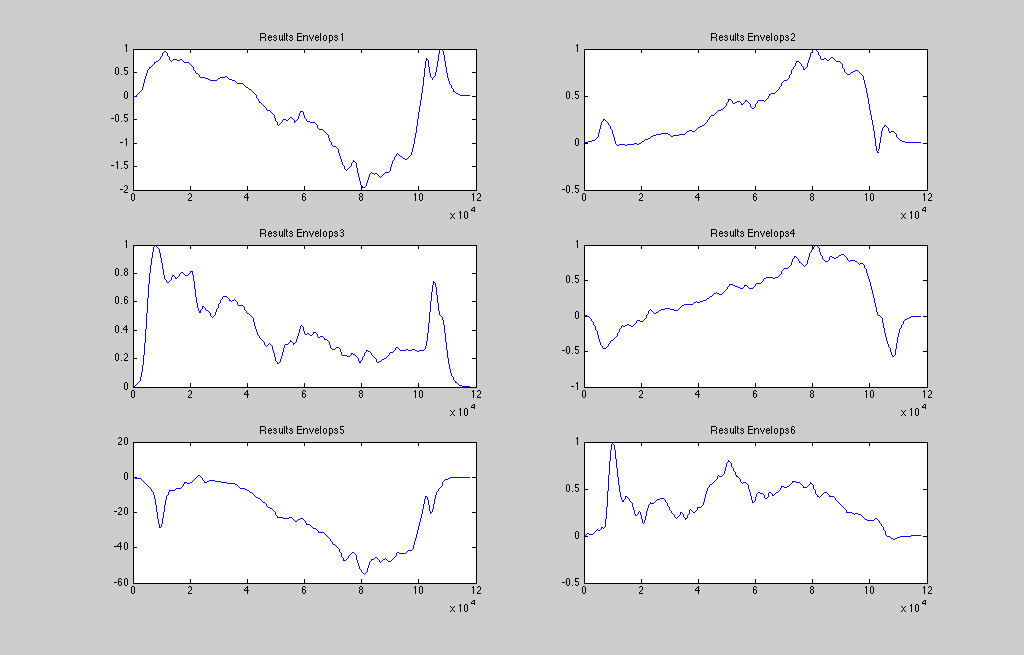 Results Envelops1
1
0.5
0
-0.5
-1
-1.5
-2
0 2 4 6 8 10 12
x 10^4
Results Envelops2
1
0.5
0
-0.5
0 2 4 6 8 10 12
x 10^4
Results Envelops3
1
0.8
0.6
0.4
0.2
0
0 2 4 6 8 10 12
x 10^4
Results Envelops4
1
0.5
0
-0.5
-1
0 2 4 6 8 10 12
x 10^4
Results Envelops5
20
0
-20
-40
-60
0 2 4 6 8 10 12
x 10^4
Results Envelops6
1
0.5
0
-0.5
0 2 4 6 8 10 12
x 10^4